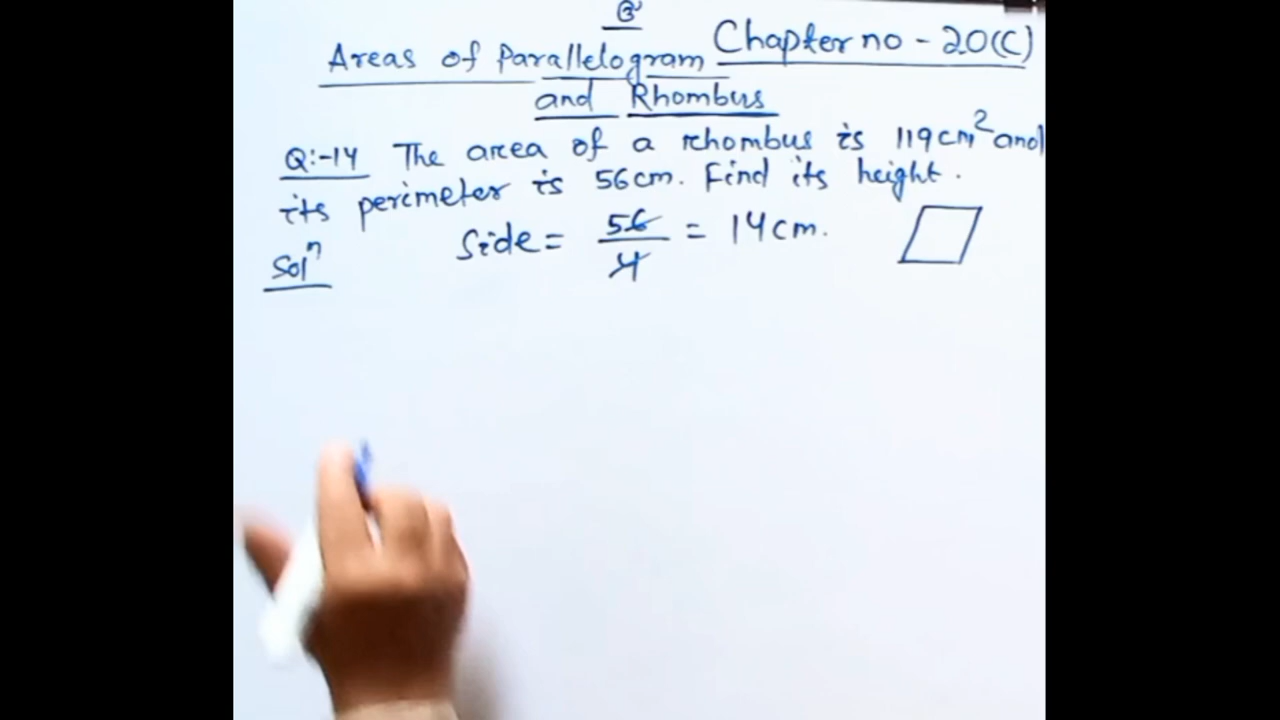 Areas of Parallelogram Chapter no - 20(C)
and Rhombus
Q:-14 The area of a rhombus is 119cm² and
its perimeter is 56cm. Find its height.
Solⁿ Side = 56/4 = 14cm.